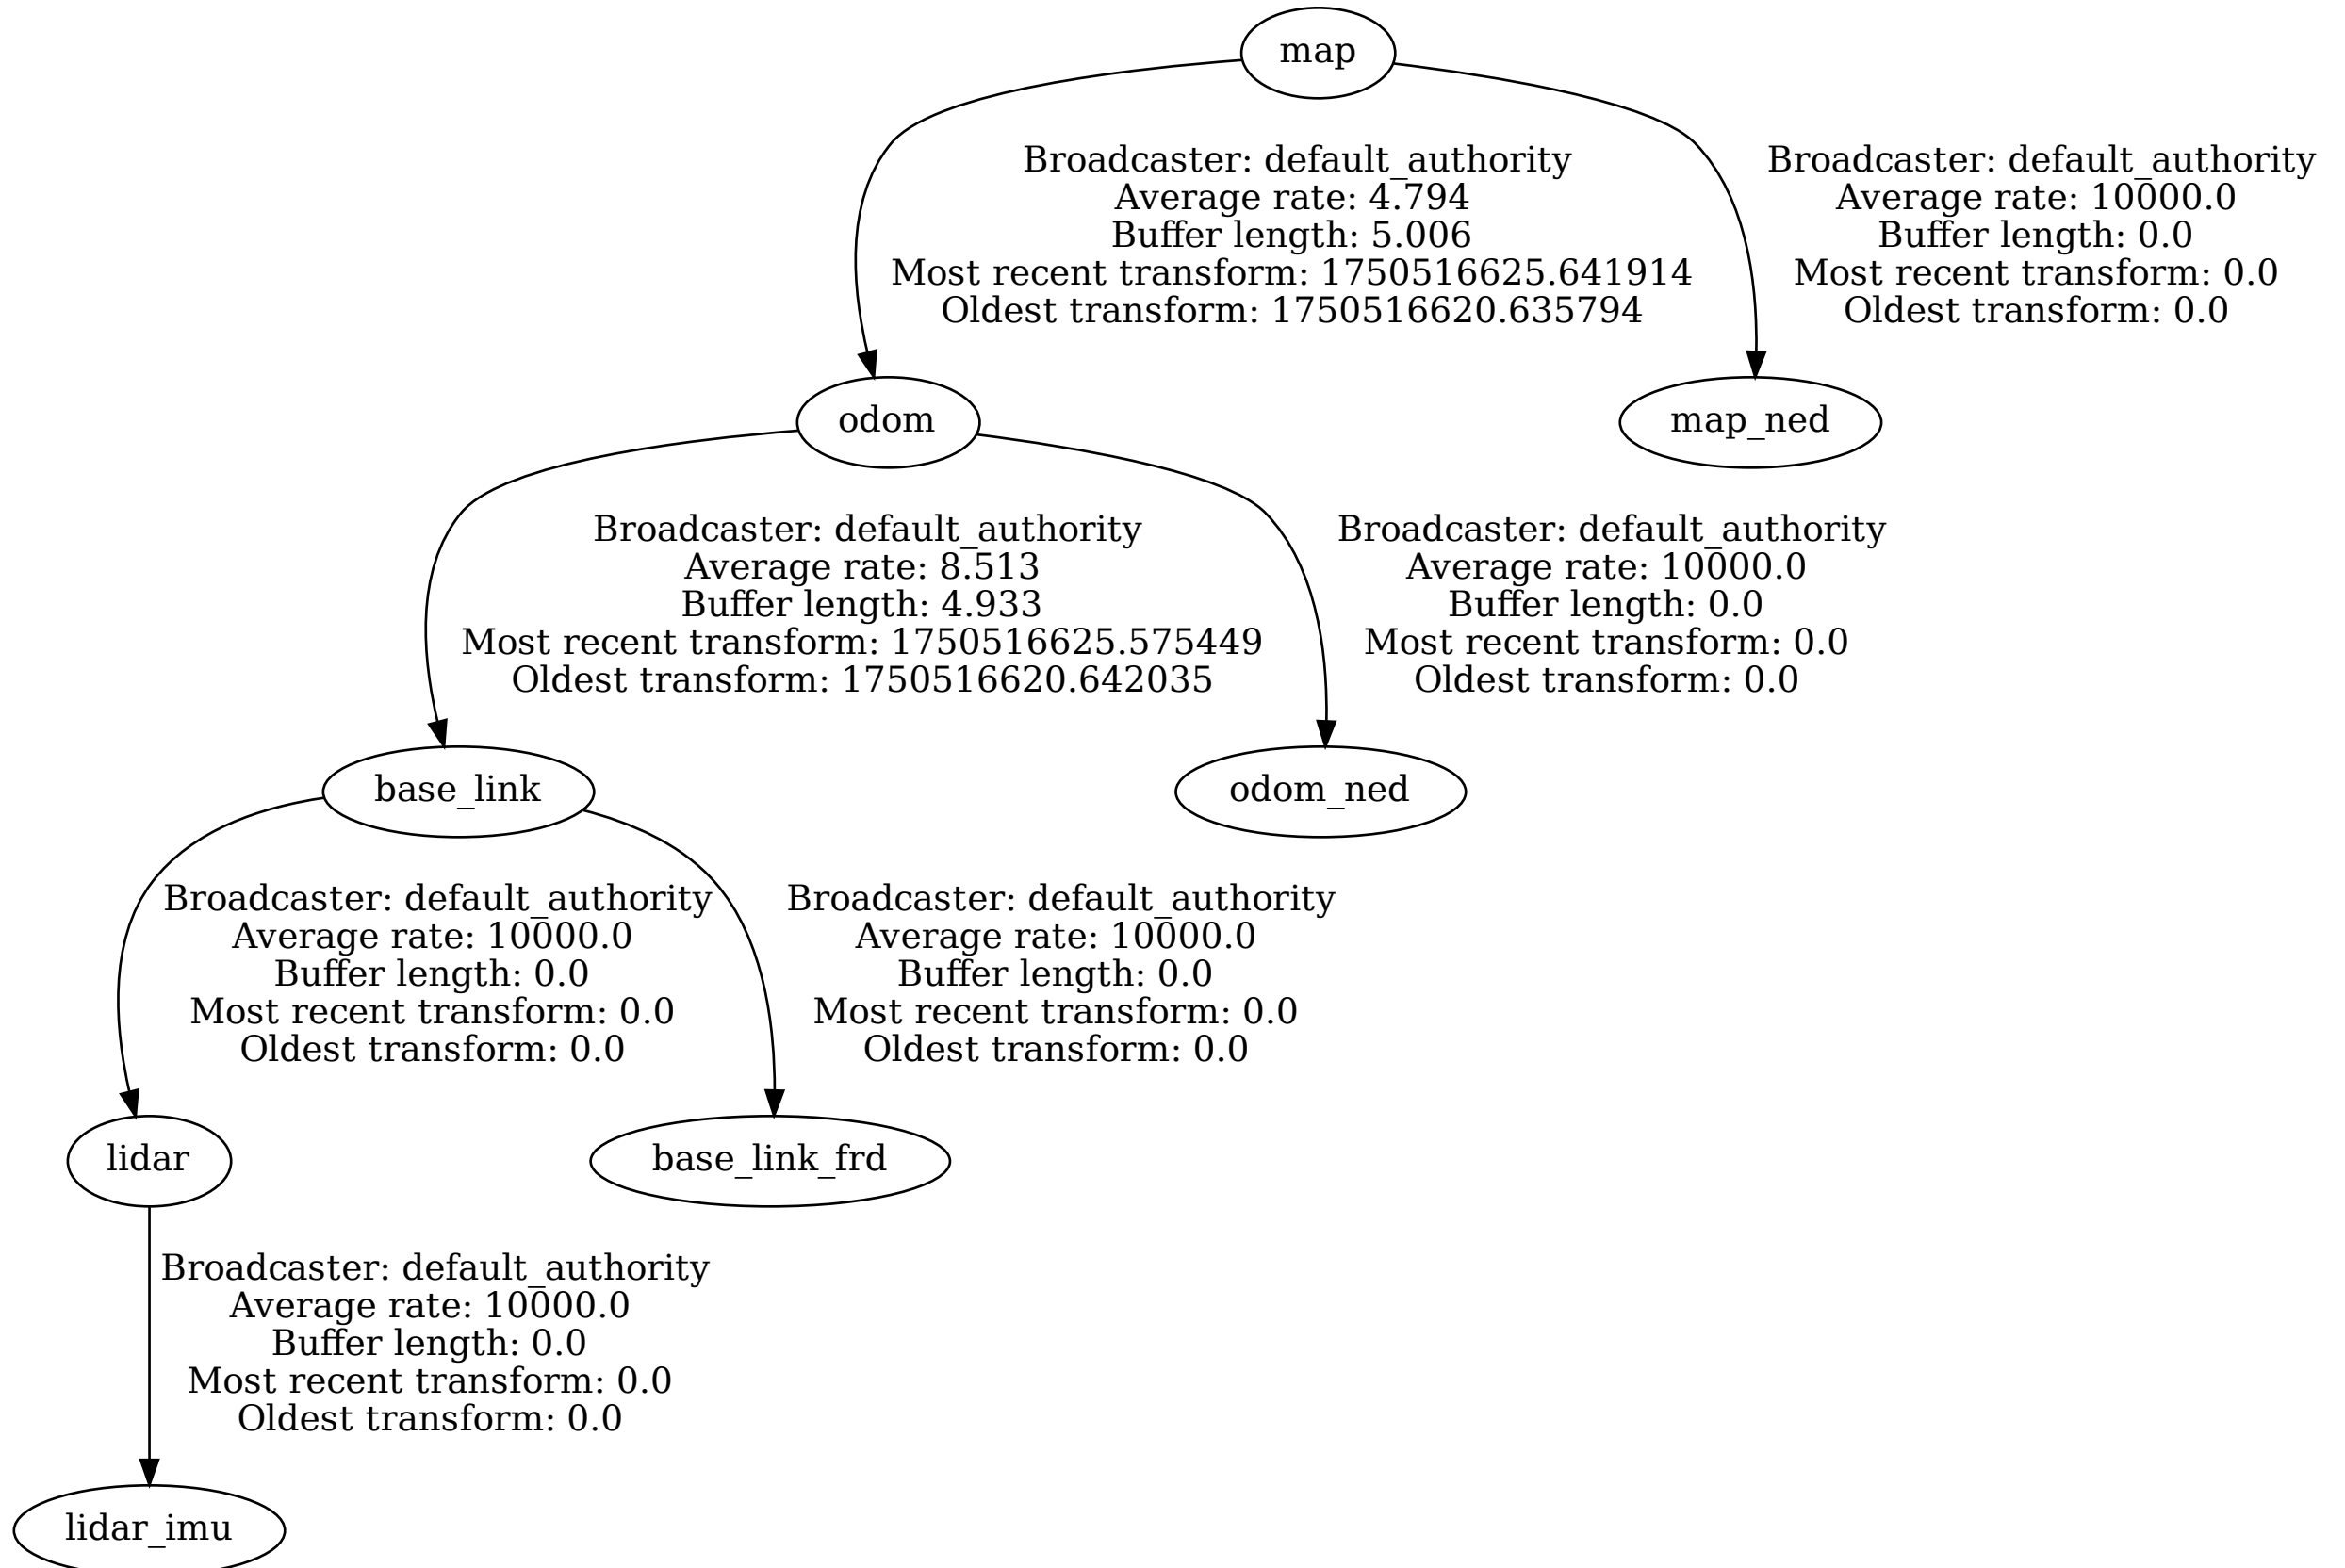 map
Broadcaster: default_authority
Average rate: 4.794
Buffer length: 5.006
Most recent transform: 1750516625.641914
Oldest transform: 1750516620.635794
Broadcaster: default_authority
Average rate: 10000.0
Buffer length: 0.0
Most recent transform: 0.0
Oldest transform: 0.0
odom
map_ned
Broadcaster: default_authority
Average rate: 8.513
Buffer length: 4.933
Most recent transform: 1750516625.575449
Oldest transform: 1750516620.642035
Broadcaster: default_authority
Average rate: 10000.0
Buffer length: 0.0
Most recent transform: 0.0
Oldest transform: 0.0
base_link
odom_ned
Broadcaster: default_authority
Average rate: 10000.0
Buffer length: 0.0
Most recent transform: 0.0
Oldest transform: 0.0
Broadcaster: default_authority
Average rate: 10000.0
Buffer length: 0.0
Most recent transform: 0.0
Oldest transform: 0.0
lidar
base_link_frd
Broadcaster: default_authority
Average rate: 10000.0
Buffer length: 0.0
Most recent transform: 0.0
Oldest transform: 0.0
lidar_imu